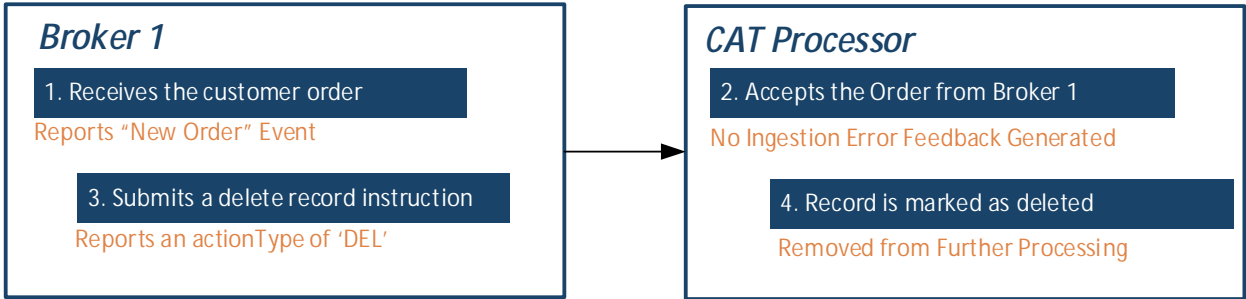 Broker 1
1. Receives the customer order
Reports “New Order” Event
3. Submits a delete record instruction
Reports an actionType of ‘DEL’
CAT Processor
2. Accepts the Order from Broker 1
No Ingestion Error Feedback Generated
4. Record is marked as deleted
Removed from Further Processing